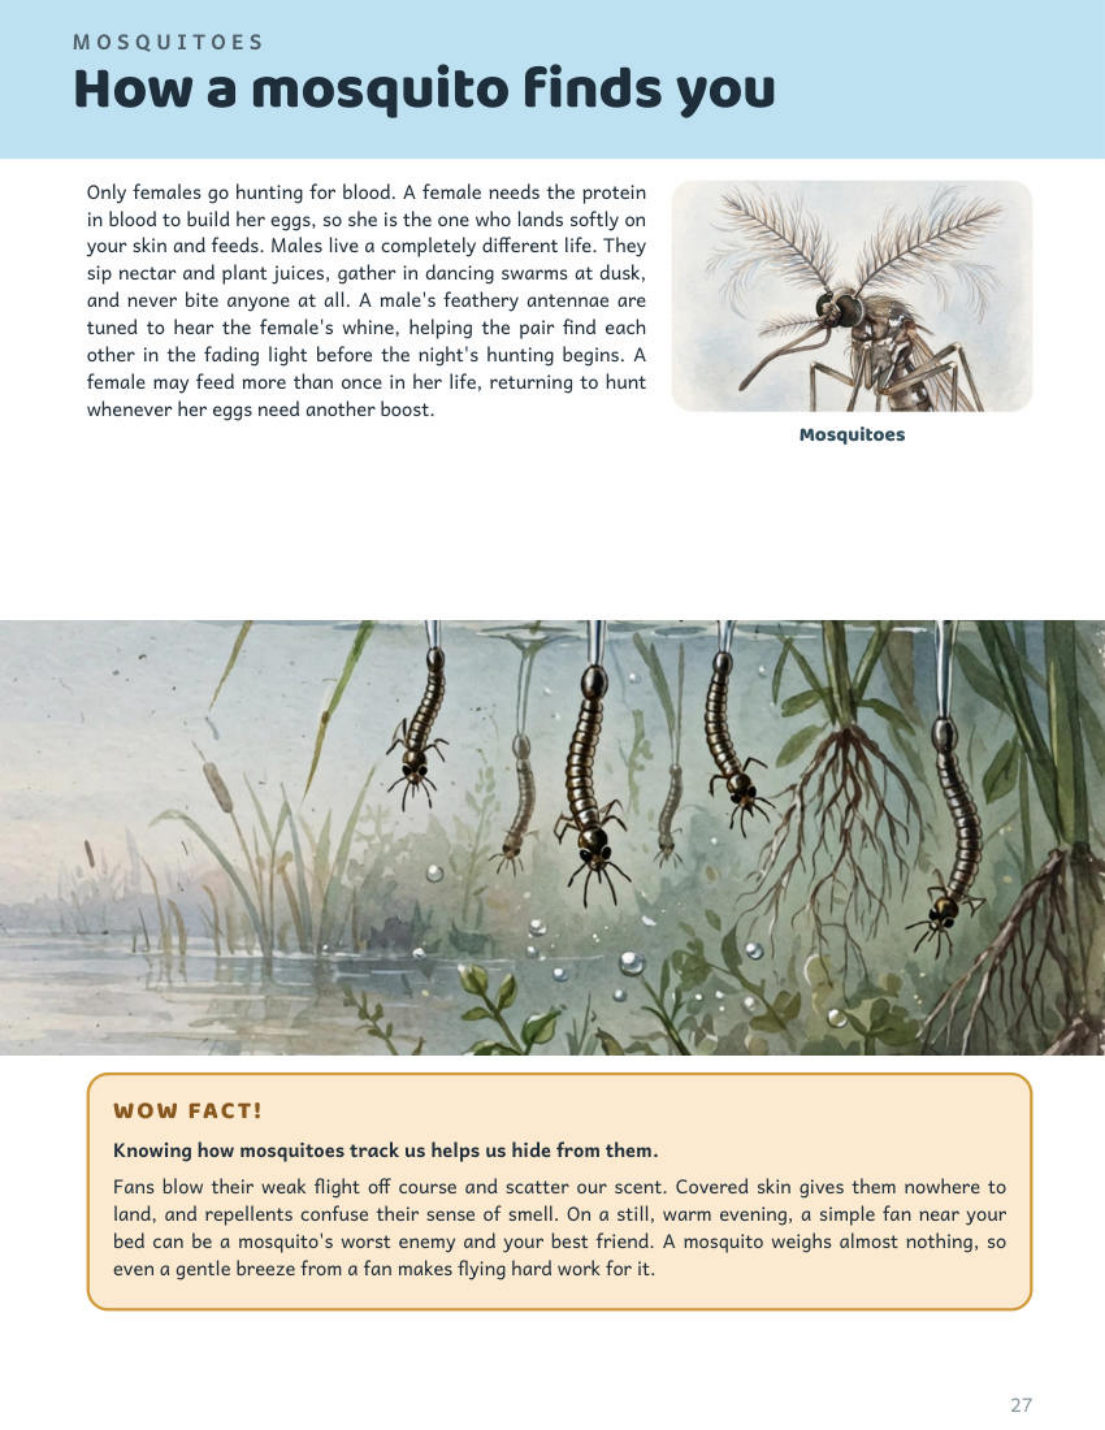 MOSQUITOES
How a mosquito finds you
Only females go hunting for blood. A female needs the protein
in blood to build her eggs, so she is the one who lands softly on
your skin and feeds. Males live a completely different life. They
sip nectar and plant juices, gather in dancing swarms at dusk,
and never bite anyone at all. A male's feathery antennae are
tuned to hear the female's whine, helping the pair find each
other in the fading light before the night's hunting begins. A
female may feed more than once in her life, returning to hunt
whenever her eggs need another boost.
Mosquitoes
WOW FACT!
Knowing how mosquitoes track us helps us hide from them.
Fans blow their weak flight off course and scatter our scent. Covered skin gives them nowhere to
land, and repellents confuse their sense of smell. On a still, warm evening, a simple fan near your
bed can be a mosquito's worst enemy and your best friend. A mosquito weighs almost nothing, so
even a gentle breeze from a fan makes flying hard work for it.
27